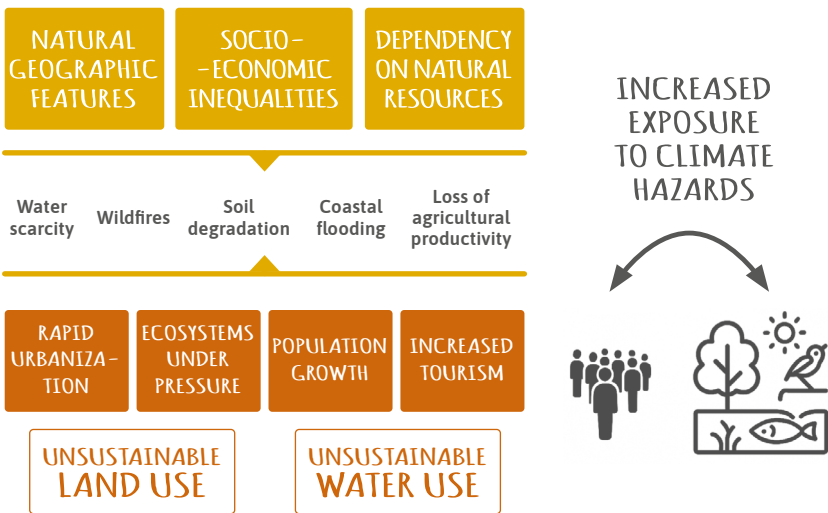 NATURAL
GEOGRAPHIC
FEATURES
SOCIO-
-ECONOMIC
INEQUALITIES
DEPENDENCY
ON NATURAL
RESOURCES
Water
scarcity
Wildfires
Soil
degradation
Coastal
flooding
Loss of
agricultural
productivity
RAPID
URBANIZA-
TION
ECOSYSTEMS
UNDER
PRESSURE
POPULATION
GROWTH
INCREASED
TOURISM
UNSUSTAINABLE
LAND USE
UNSUSTAINABLE
WATER USE
INCREASED
EXPOSURE
TO CLIMATE
HAZARDS